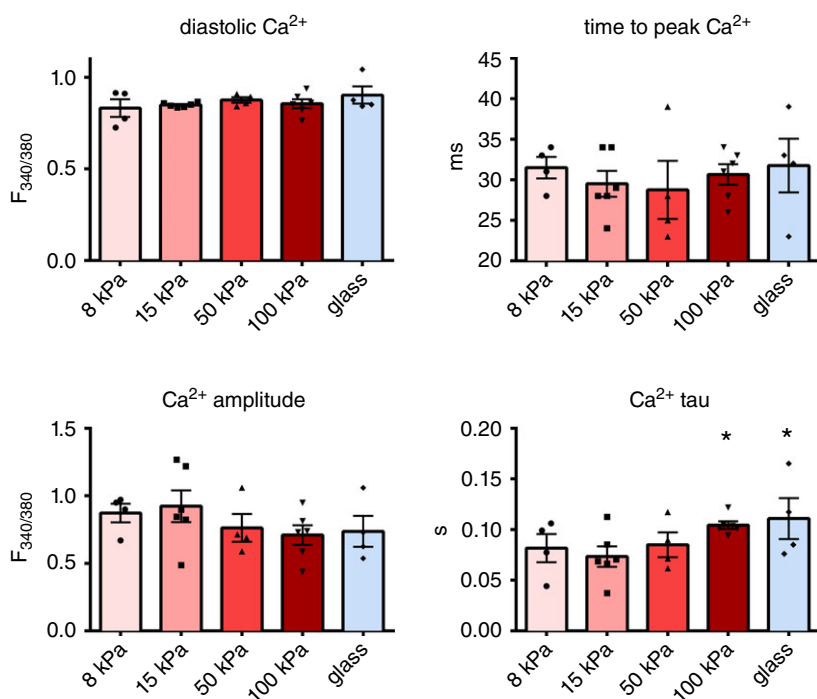 diastolic Ca²⁺
1.0
0.5
0.0
F340/380
8 kPa
15 kPa
50 kPa
100 kPa
glass
time to peak Ca²⁺
45
40
35
30
25
20
ms
8 kPa
15 kPa
50 kPa
100 kPa
glass
Ca²⁺ amplitude
1.5
1.0
0.5
0.0
F340/380
8 kPa
15 kPa
50 kPa
100 kPa
glass
Ca²⁺ tau
0.20
0.15
0.10
0.05
0.00
s
* *
8 kPa
15 kPa
50 kPa
100 kPa
glass